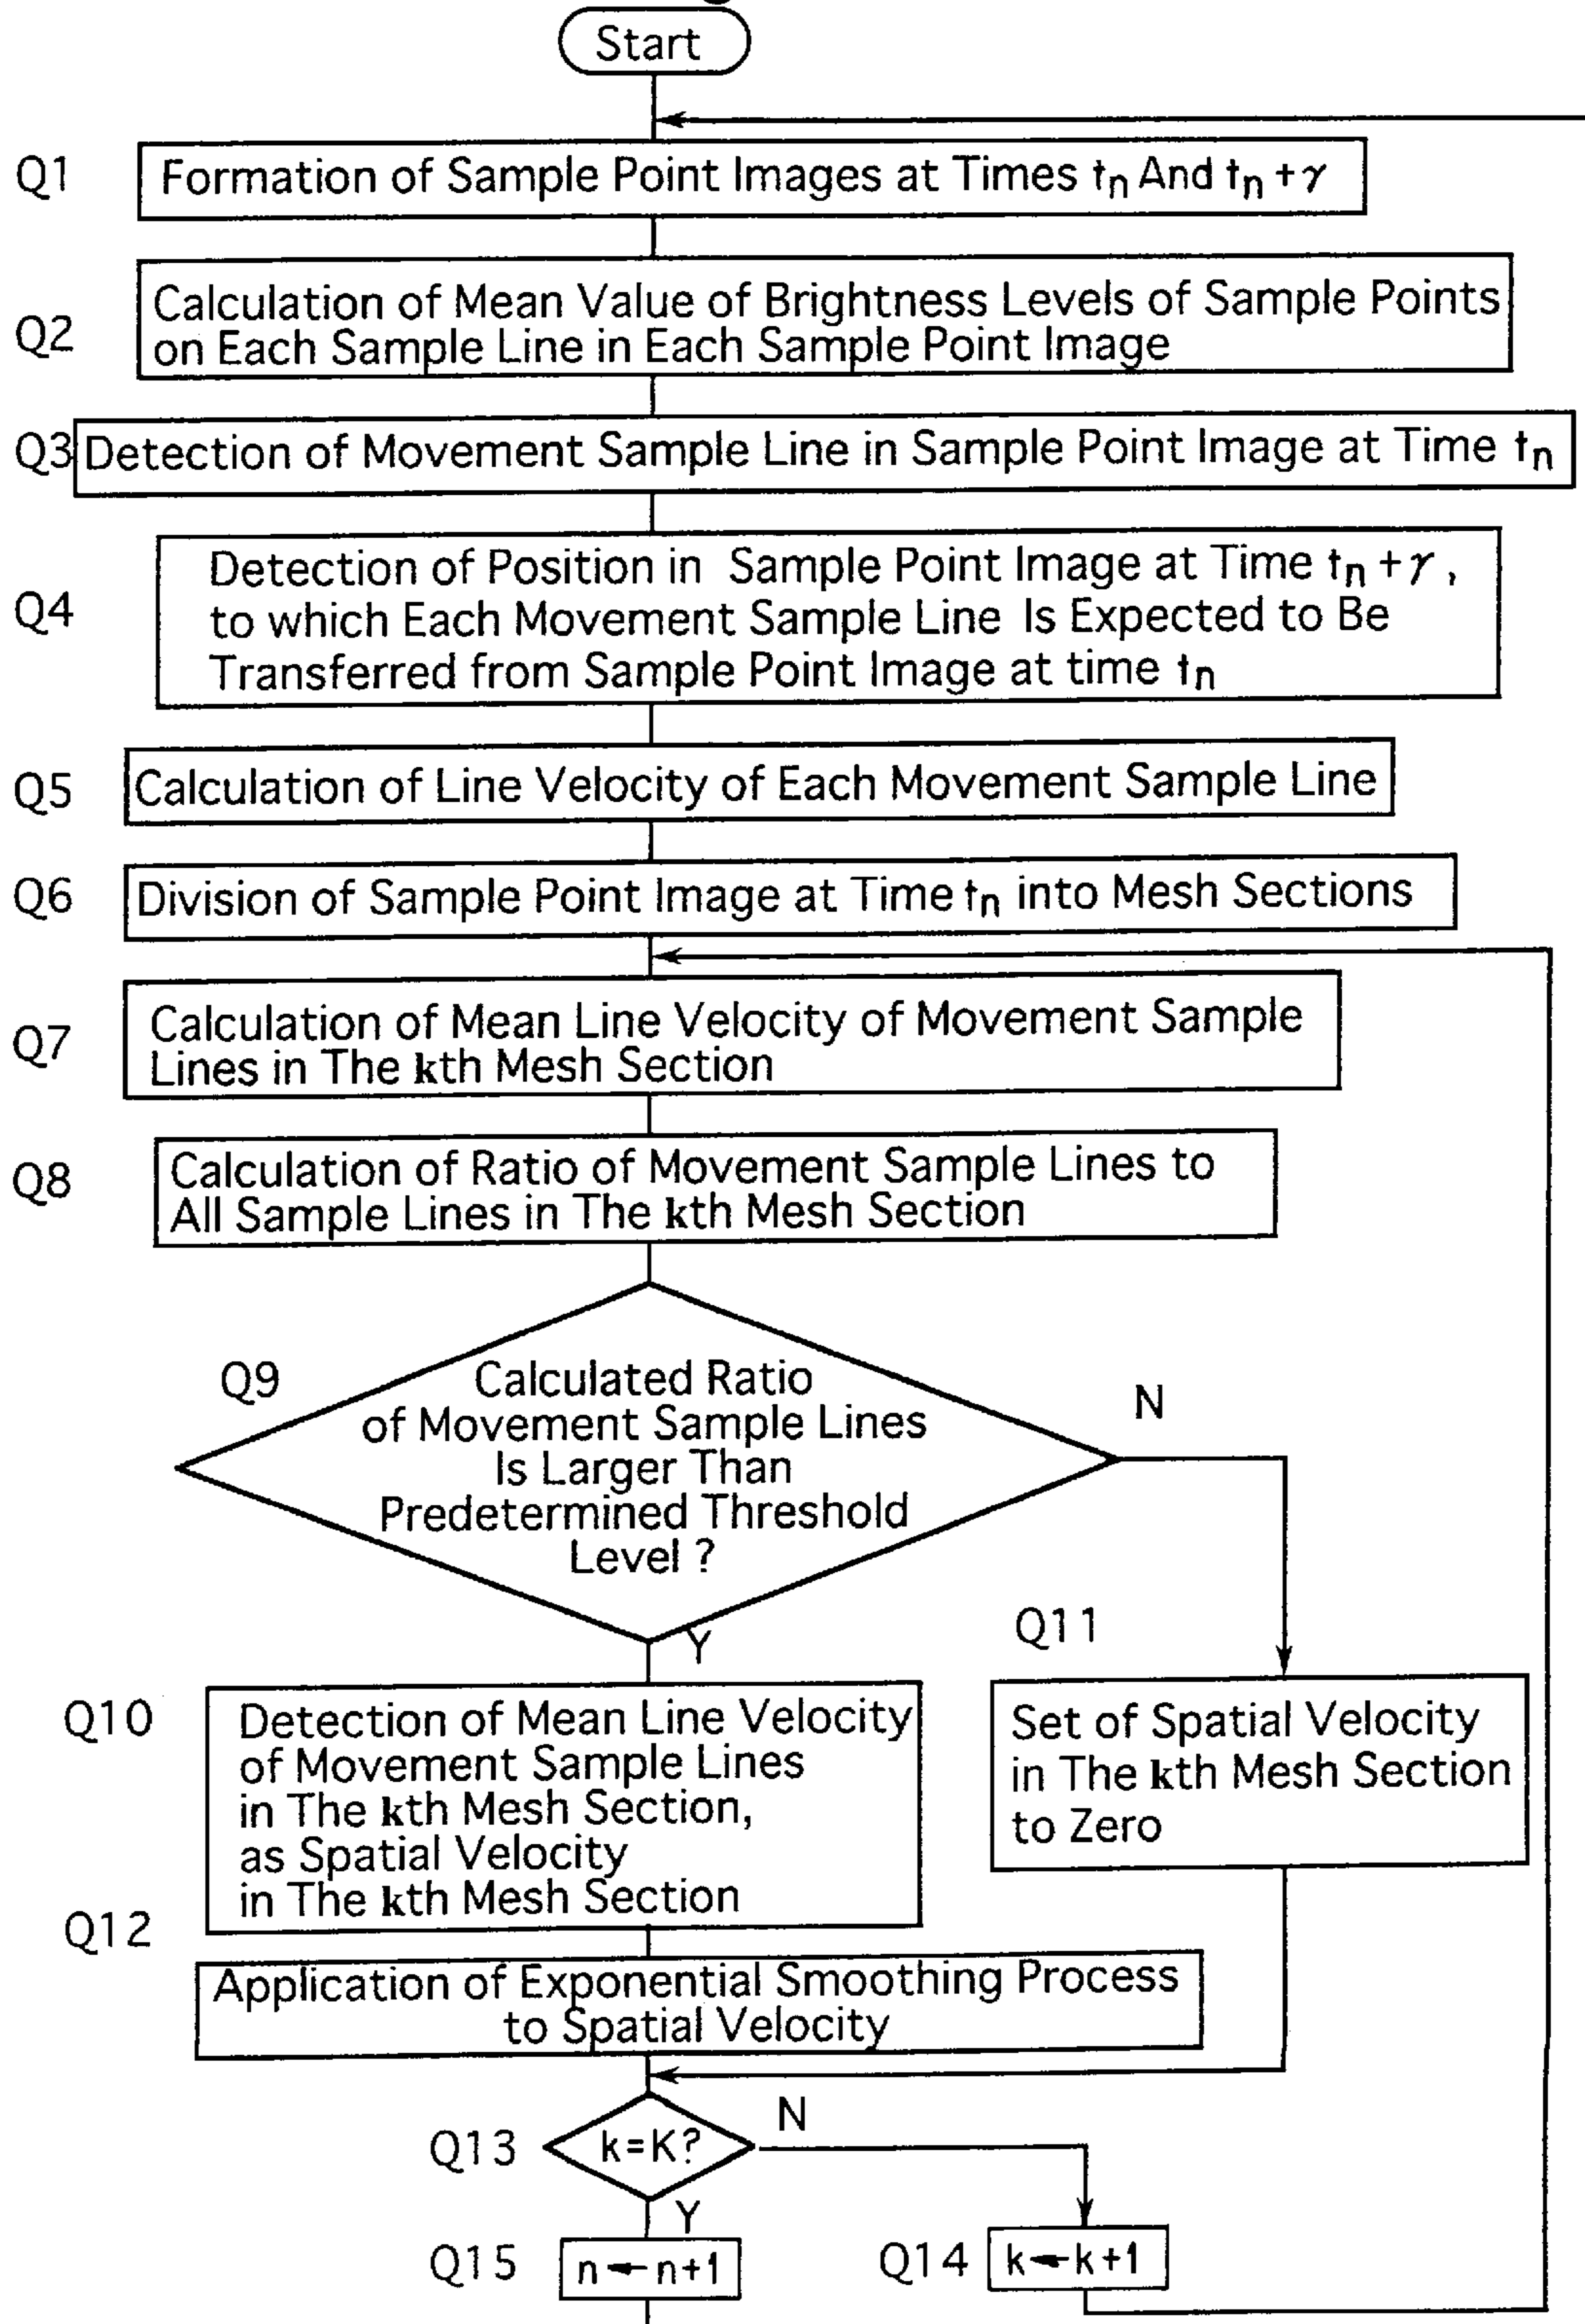 Start
Q1
Formation of Sample Point Images at Times tn And tn +γ
Q2
Calculation of Mean Value of Brightness Levels of Sample Points
on Each Sample Line in Each Sample Point Image
Q3
Detection of Movement Sample Line in Sample Point Image at Time tn
Q4
Detection of Position in Sample Point Image at Time tn +γ ,
to which Each Movement Sample Line Is Expected to Be
Transferred from Sample Point Image at time tn
Q5
Calculation of Line Velocity of Each Movement Sample Line
Q6
Division of Sample Point Image at Time tn into Mesh Sections
Q7
Calculation of Mean Line Velocity of Movement Sample
Lines in The kth Mesh Section
Q8
Calculation of Ratio of Movement Sample Lines to
All Sample Lines in The kth Mesh Section
Q9
Calculated Ratio
of Movement Sample Lines
Is Larger Than
Predetermined Threshold
Level ?
N
Y
Q10
Detection of Mean Line Velocity
of Movement Sample Lines
in The kth Mesh Section,
as Spatial Velocity
in The kth Mesh Section
Q11
Set of Spatial Velocity
in The kth Mesh Section
to Zero
Q12
Application of Exponential Smoothing Process
to Spatial Velocity
Q13
k=K?
N
Y
Q15
n←n+1
Q14
k←k+1